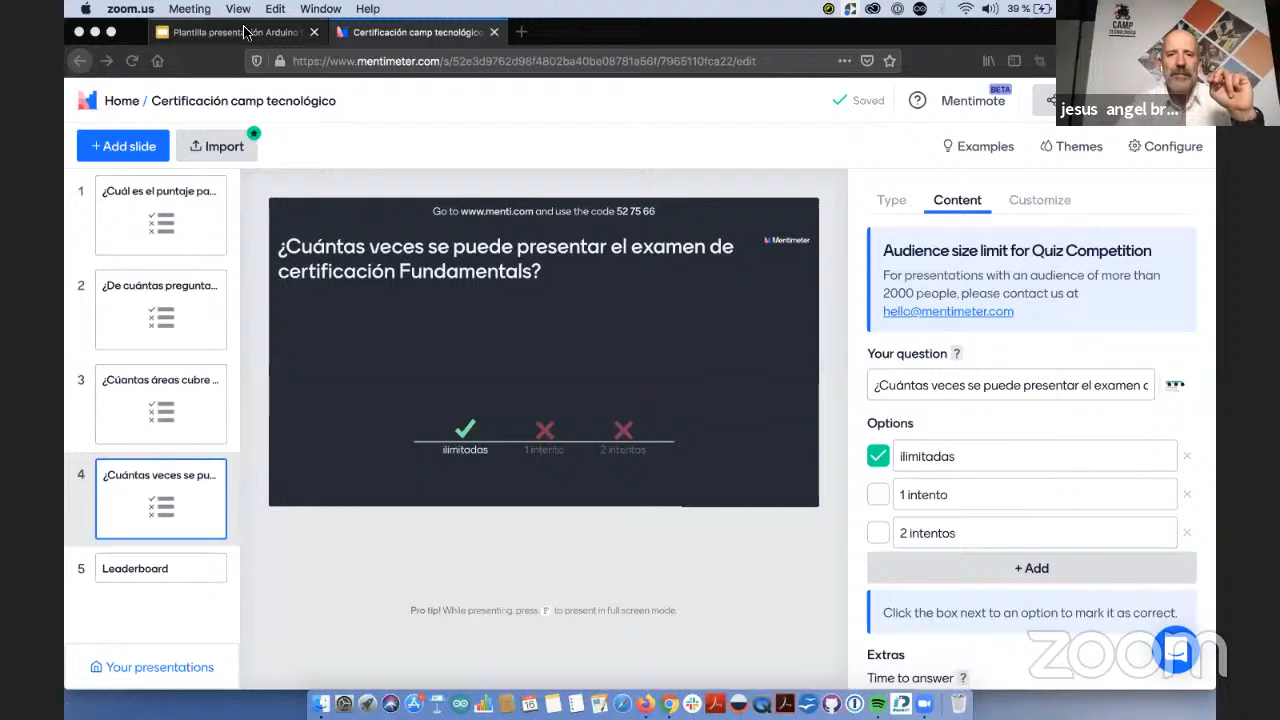 zoom.us Meeting View Edit Window Help 39 %
Plantilla presentación Arduino
Certificación camp tecnológico
https://www.mentimeter.com/s/52e3d9762d98f4802ba40be08781a56f/7965110fca22/edit
CAMP
TECNOLÓGICO
jesus angel br...
Home / Certificación camp tecnológico
Saved
?
Mentimote
BETA
+ Add slide
Import
Examples
Themes
Configure
1
¿Cuál es el puntaje pa...
2
¿De cuántas pregunta...
3
¿Cúantas áreas cubre ...
4
¿Cuántas veces se pu...
5
Leaderboard
Your presentations
Go to www.menti.com and use the code 52 75 66
Mentimeter
¿Cuántas veces se puede presentar el examen de
certificación Fundamentals?
ilimitadas
1 intento
2 intentos
Pro tip! While presenting, press F to present in full screen mode.
Type Content Customize
Audience size limit for Quiz Competition
For presentations with an audience of more than
2000 people, please contact us at
hello@mentimeter.com
Your question ?
¿Cuántas veces se puede presentar el examen c
Options
ilimitadas
1 intento
2 intentos
+ Add
Click the box next to an option to mark it as correct.
Extras
Time to answer ?
zoom